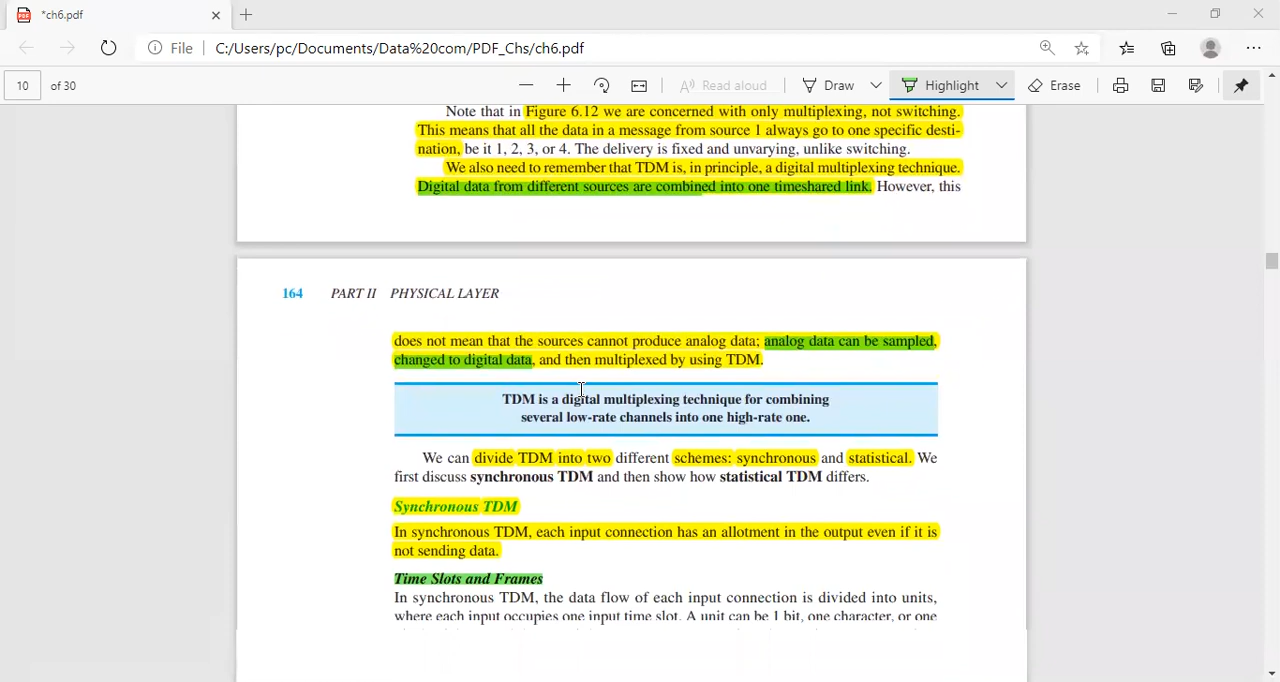 *ch6.pdf
File C:/Users/pc/Documents/Data%20com/PDF_Chs/ch6.pdf
10 of 30 Read aloud Draw Highlight Erase
Note that in Figure 6.12 we are concerned with only multiplexing, not switching.
This means that all the data in a message from source 1 always go to one specific desti-
nation, be it 1, 2, 3, or 4. The delivery is fixed and unvarying, unlike switching.
We also need to remember that TDM is, in principle, a digital multiplexing technique.
Digital data from different sources are combined into one timeshared link. However, this
164 PART II PHYSICAL LAYER
does not mean that the sources cannot produce analog data; analog data can be sampled,
changed to digital data, and then multiplexed by using TDM.
TDM is a digital multiplexing technique for combining
several low-rate channels into one high-rate one.
We can divide TDM into two different schemes: synchronous and statistical. We
first discuss synchronous TDM and then show how statistical TDM differs.
Synchronous TDM
In synchronous TDM, each input connection has an allotment in the output even if it is
not sending data.
Time Slots and Frames
In synchronous TDM, the data flow of each input connection is divided into units,
where each input occupies one input time slot. A unit can be 1 bit, one character, or one